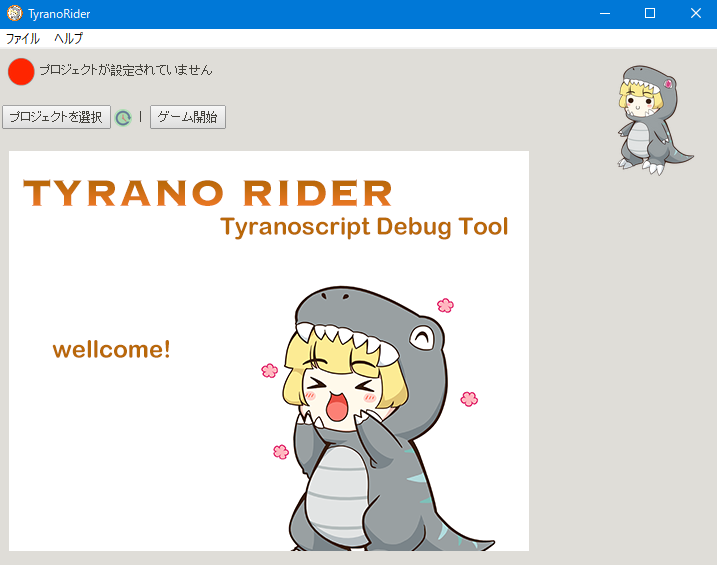 TyranoRider
ファイル ヘルプ
プロジェクトが設定されていません
プロジェクトを選択 | ゲーム開始
TYRANO RIDER
Tyranoscript Debug Tool
wellcome!